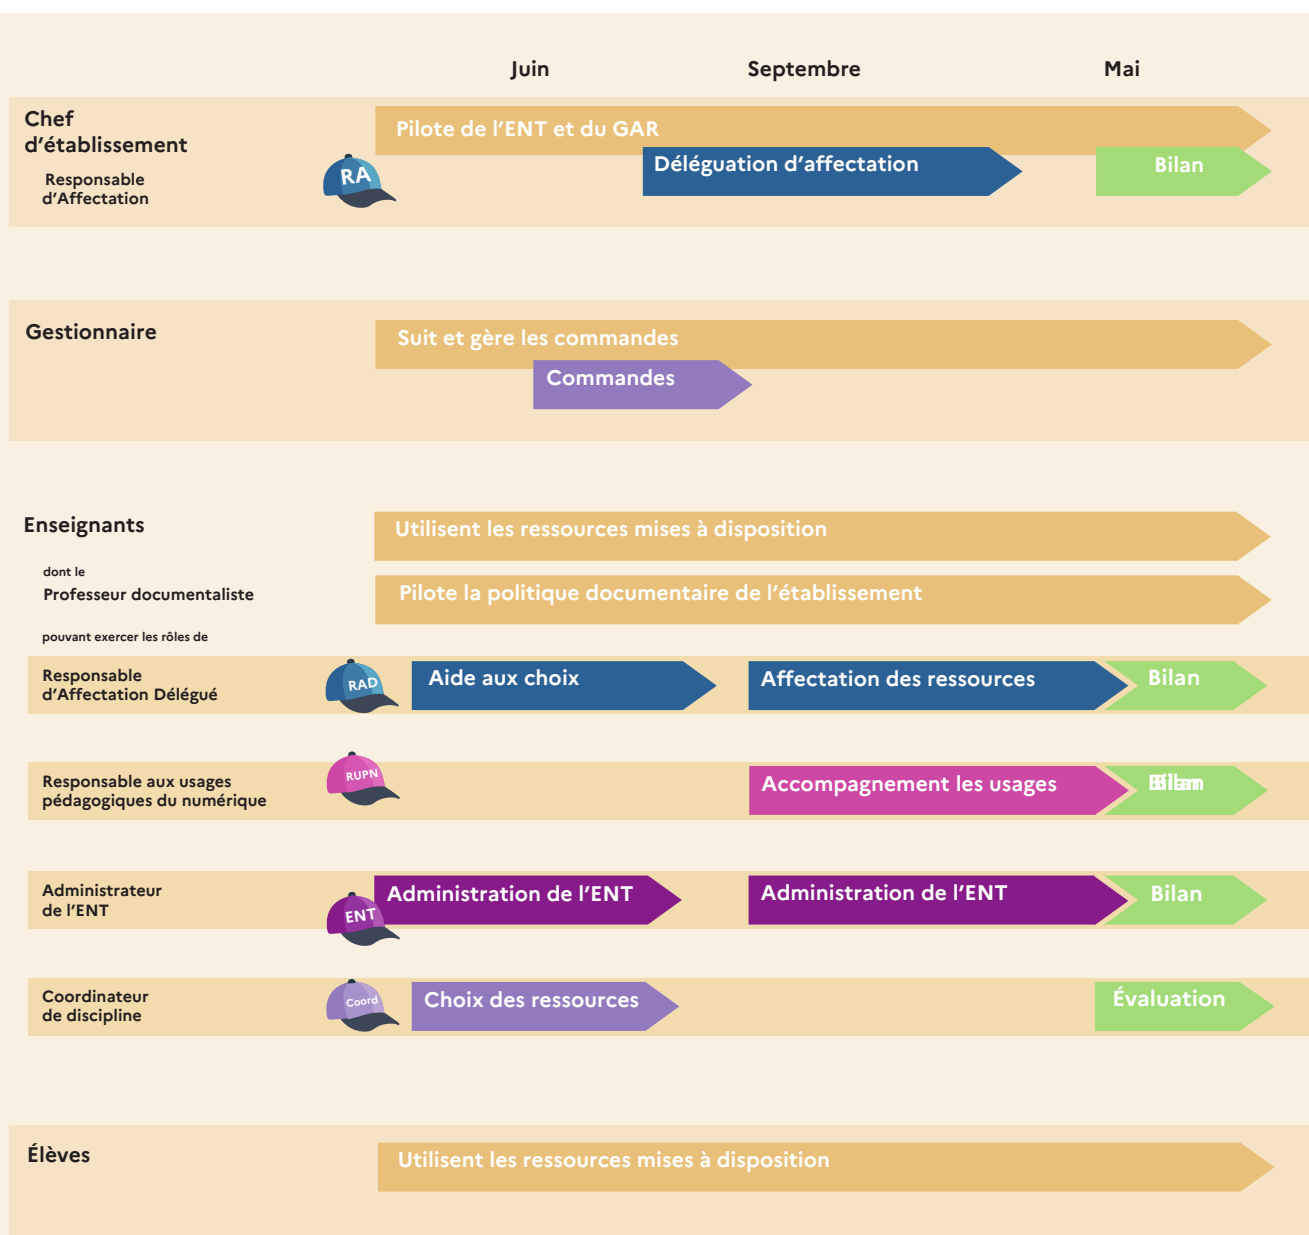 Juin Septembre Mai
Chef
d'établissement
Responsable
d'Affectation
RA
Pilote de l'ENT et du GAR
Déléguation d'affectation
Bilan
Gestionnaire
Suit et gère les commandes
Commandes
Enseignants
Utilisent les ressources mises à disposition
dont le
Professeur documentaliste
Pilote la politique documentaire de l'établissement
pouvant exercer les rôles de
Responsable
d'Affectation Délégué
RAD
Aide aux choix
Affectation des ressources
Bilan
Responsable aux usages
pédagogiques du numérique
RUPN
Accompagnement les usages
Bilan
Administrateur
de l'ENT
ENT
Administration de l'ENT
Administration de l'ENT
Bilan
Coordinateur
de discipline
Coord
Choix des ressources
Évaluation
Élèves
Utilisent les ressources mises à disposition